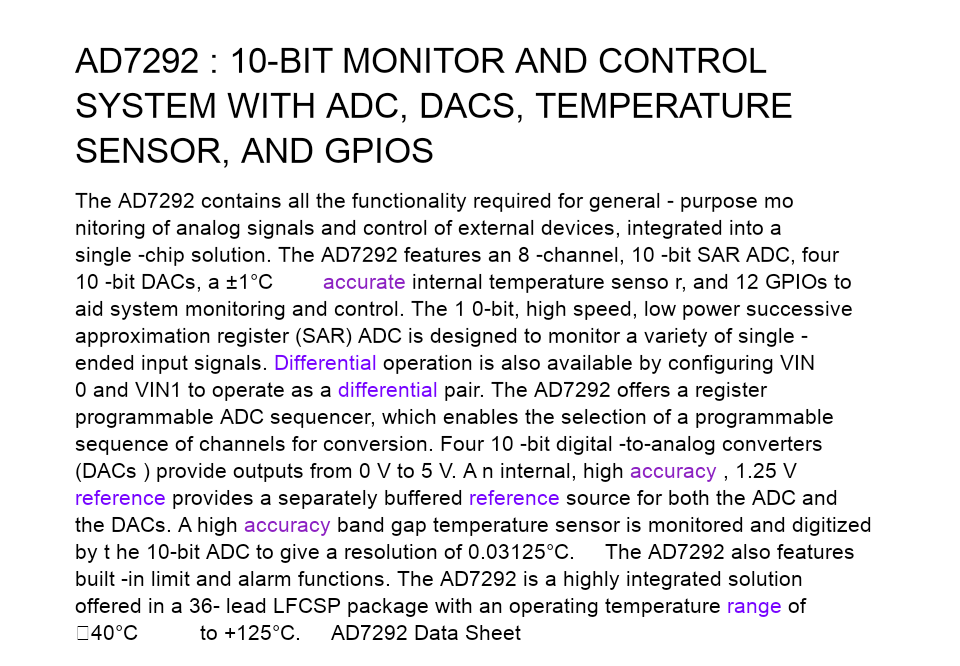 AD7292 : 10-BIT MONITOR AND CONTROL
SYSTEM WITH ADC, DACS, TEMPERATURE
SENSOR, AND GPIOS
The AD7292 contains all the functionality required for general - purpose mo
nitoring of analog signals and control of external devices, integrated into a
single -chip solution. The AD7292 features an 8 -channel, 10 -bit SAR ADC, four
10 -bit DACs, a ±1°C accurate internal temperature senso r, and 12 GPIOs to
aid system monitoring and control. The 1 0-bit, high speed, low power successive
approximation register (SAR) ADC is designed to monitor a variety of single -
ended input signals. Differential operation is also available by configuring VIN
0 and VIN1 to operate as a differential pair. The AD7292 offers a register
programmable ADC sequencer, which enables the selection of a programmable
sequence of channels for conversion. Four 10 -bit digital -to-analog converters
(DACs ) provide outputs from 0 V to 5 V. A n internal, high accuracy , 1.25 V
reference provides a separately buffered reference source for both the ADC and
the DACs. A high accuracy band gap temperature sensor is monitored and digitized
by t he 10-bit ADC to give a resolution of 0.03125°C. The AD7292 also features
built -in limit and alarm functions. The AD7292 is a highly integrated solution
offered in a 36- lead LFCSP package with an operating temperature range of
□40°C to +125°C. AD7292 Data Sheet